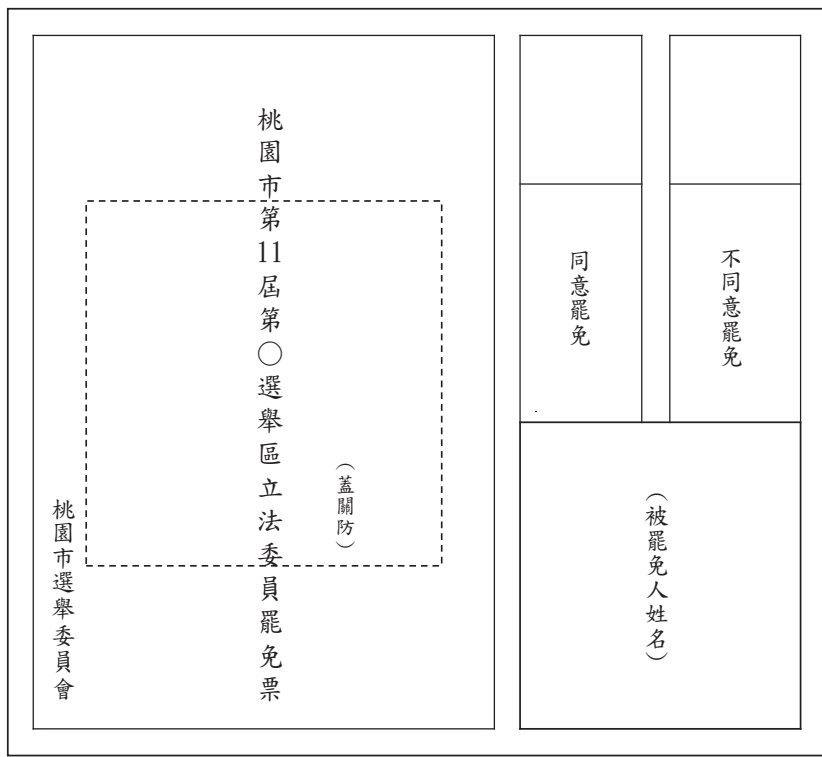 不同意罷免
同意罷免
(被罷免人姓名)
(蓋關防)
桃園市第11屆第○選舉區立法委員罷免票
桃園市選舉委員會